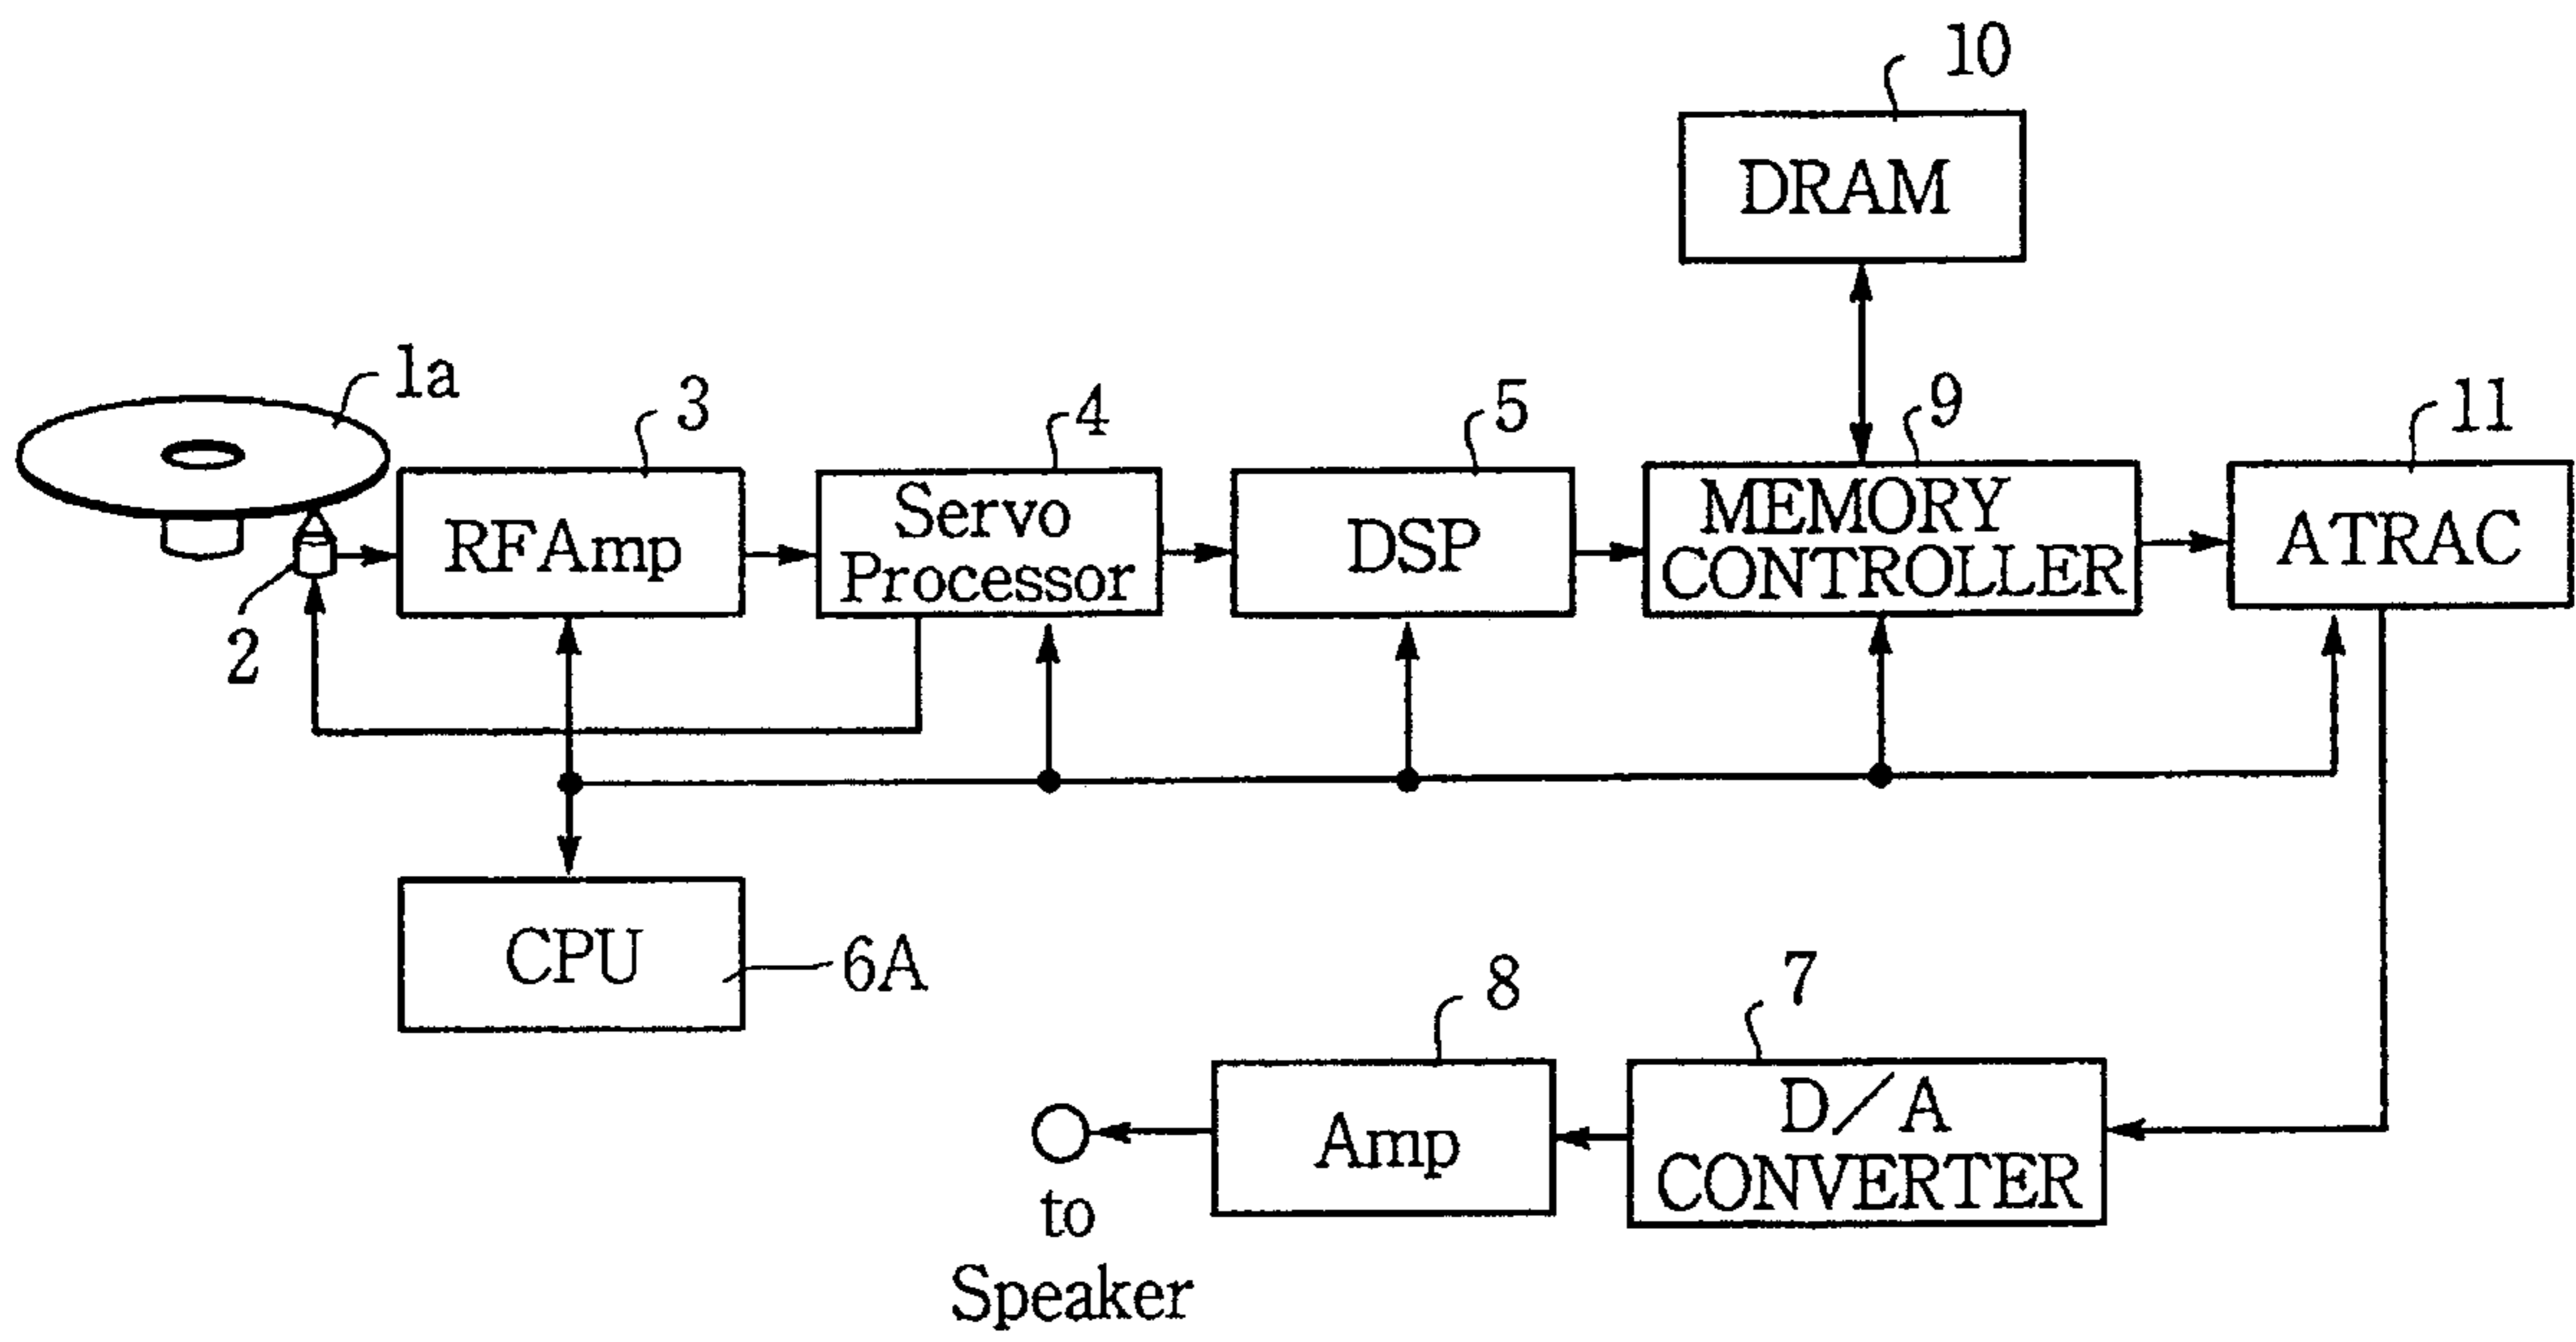 10
DRAM
1a
3
4
5
9
11
RFAmp
Servo
Processor
DSP
MEMORY
CONTROLLER
ATRAC
2
CPU
6A
8
7
Amp
D/A
CONVERTER
to
Speaker